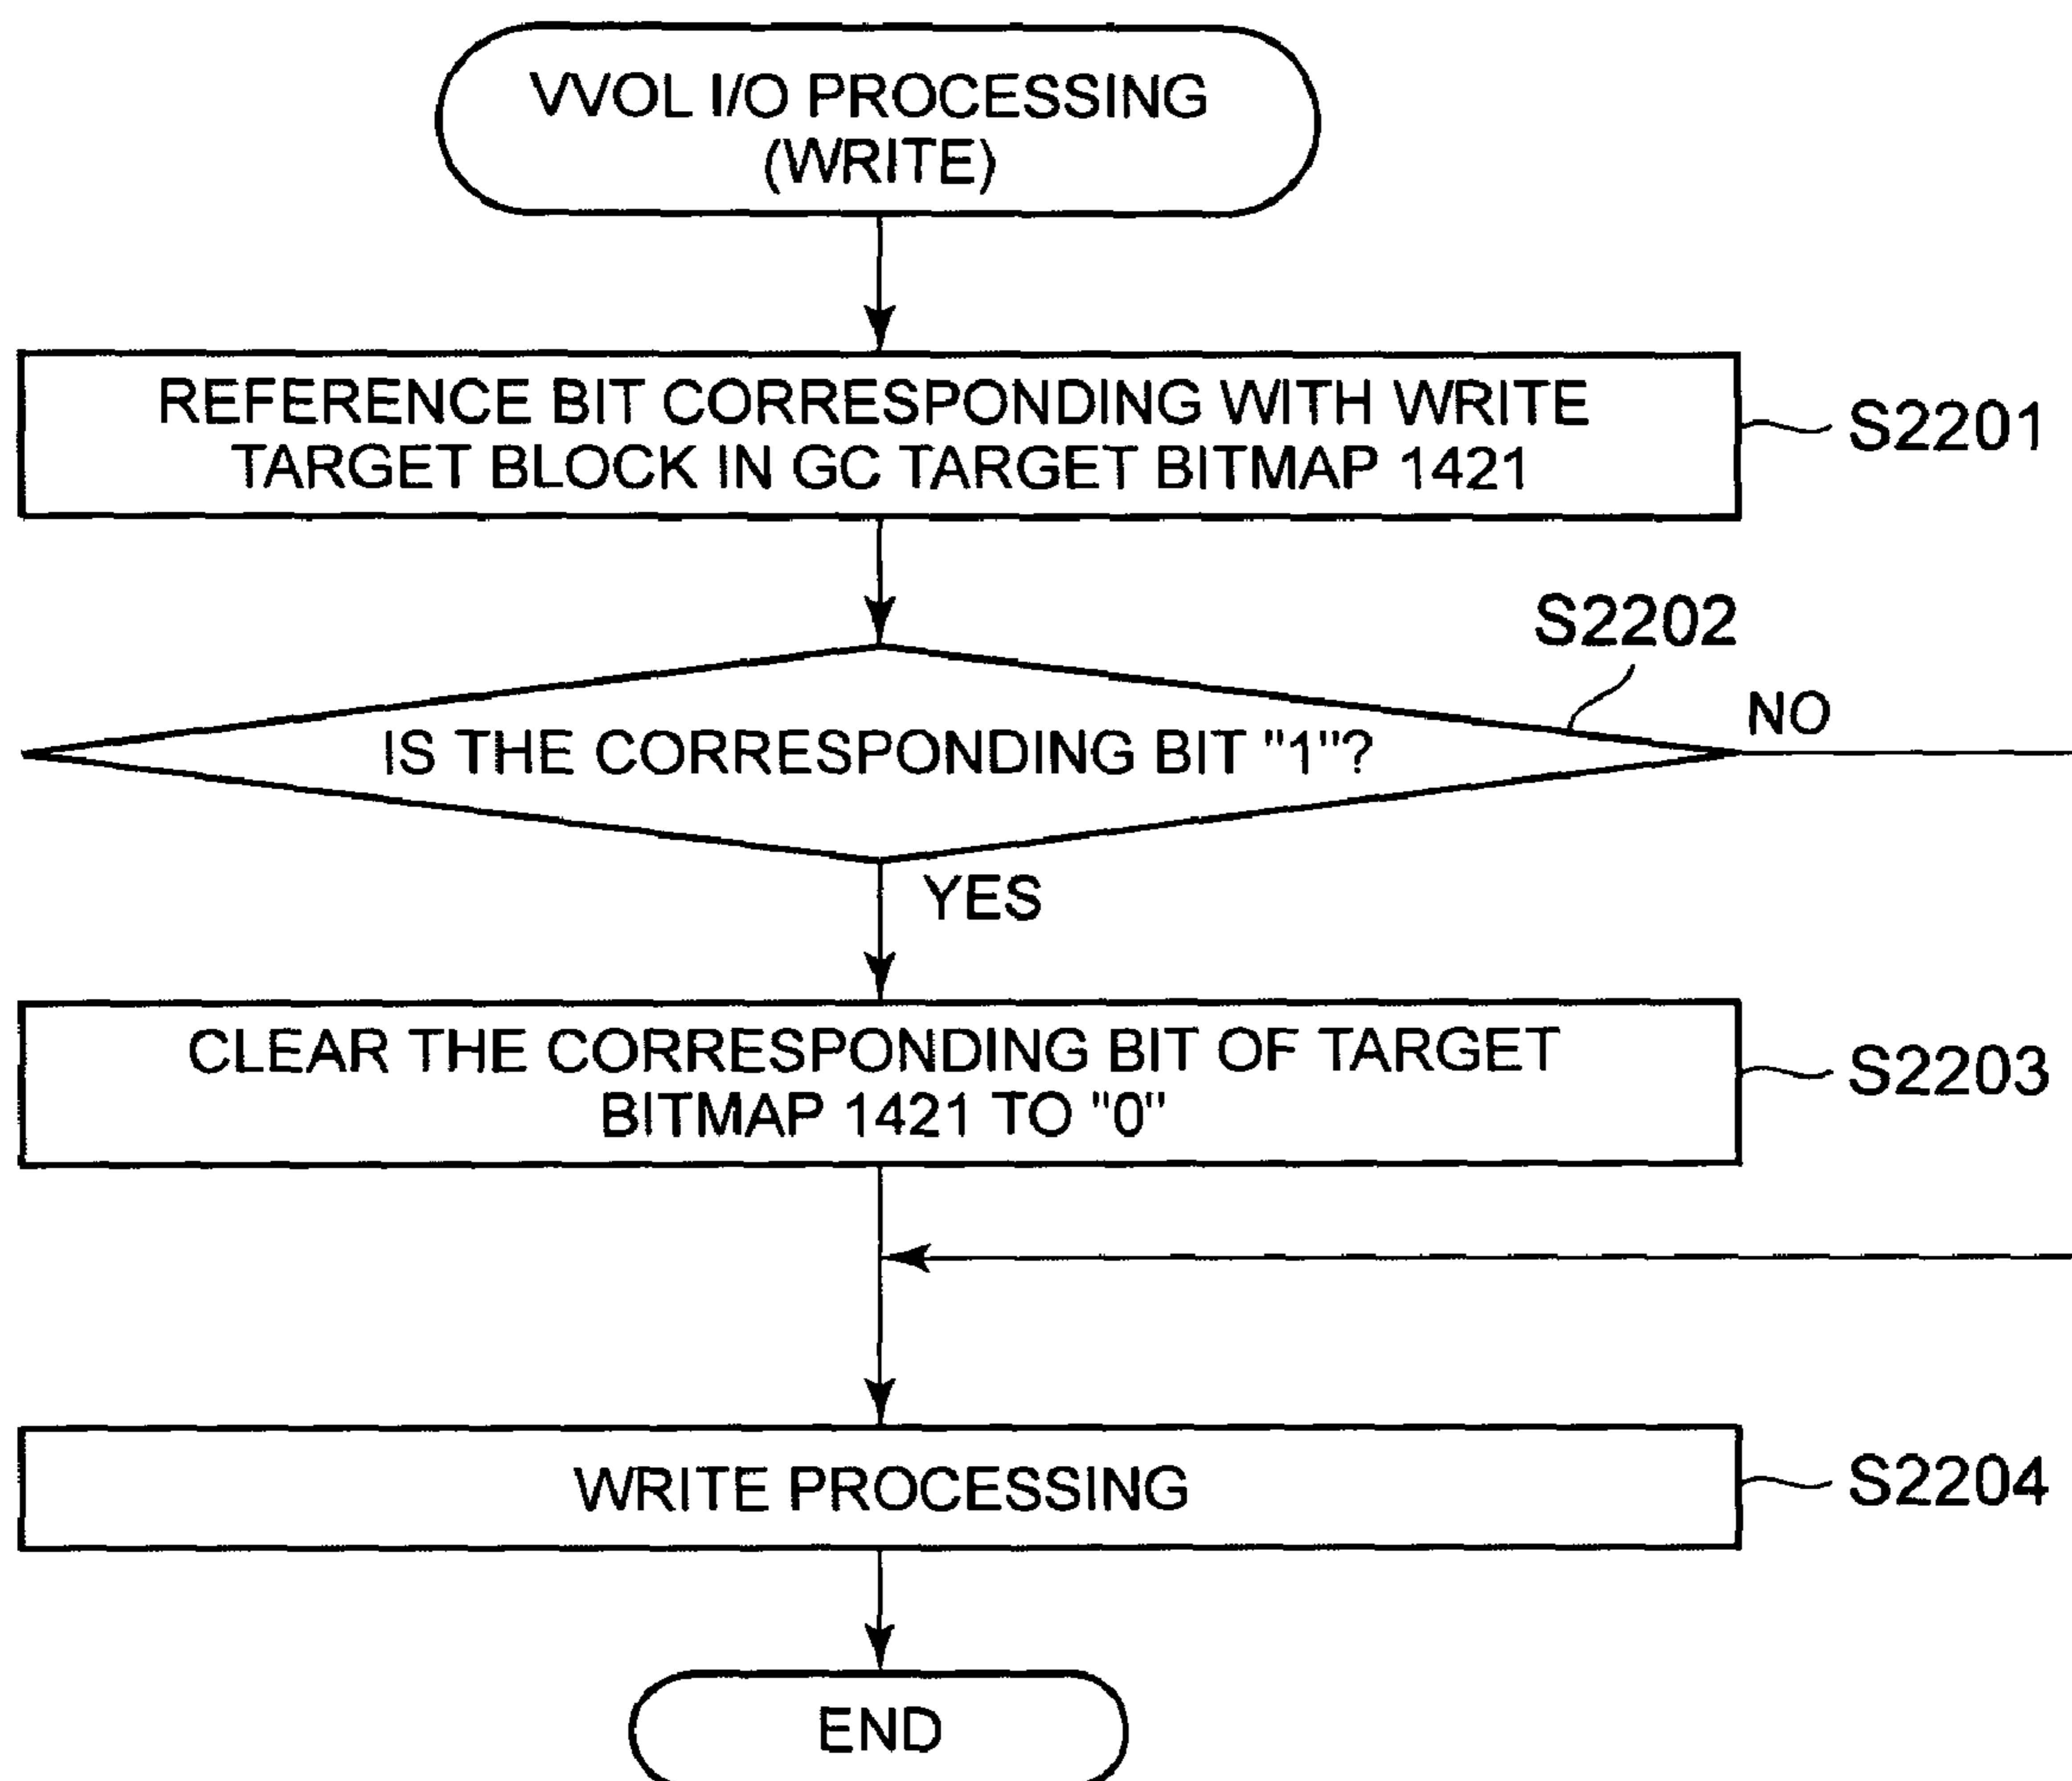 VVOL I/O PROCESSING
(WRITE)
REFERENCE BIT CORRESPONDING WITH WRITE
TARGET BLOCK IN GC TARGET BITMAP 1421
S2201
S2202
IS THE CORRESPONDING BIT "1"?
NO
YES
CLEAR THE CORRESPONDING BIT OF TARGET
BITMAP 1421 TO "0"
S2203
WRITE PROCESSING
S2204
END